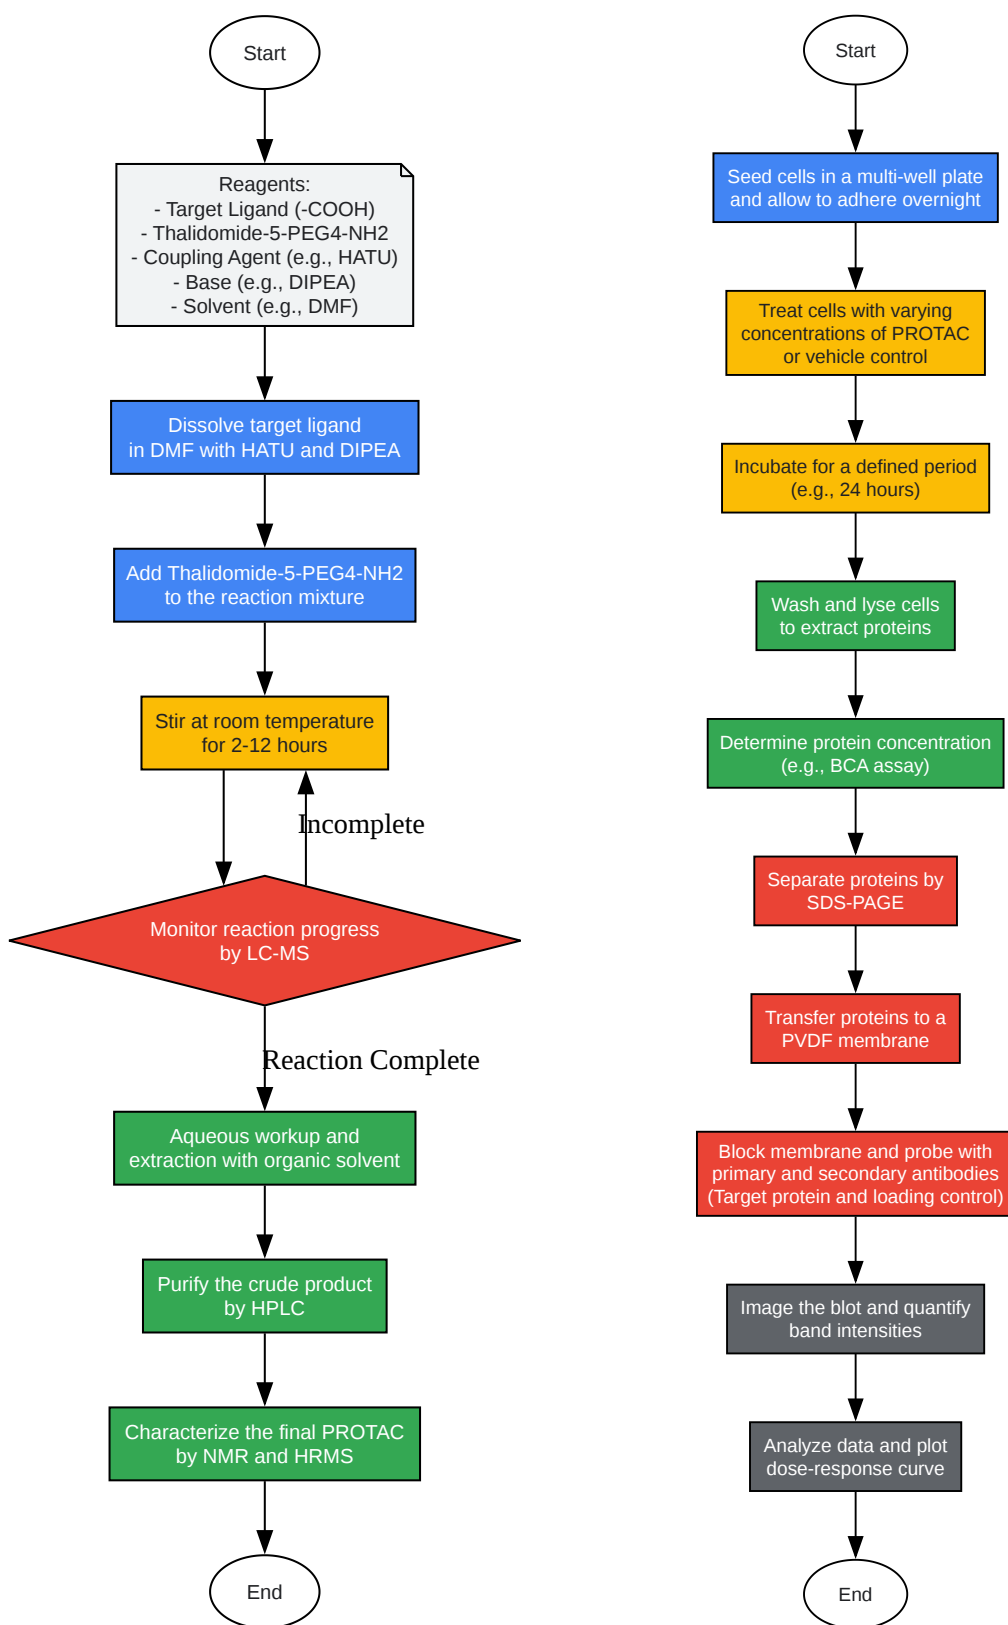 Start
Reagents:
- Target Ligand (-COOH)
- Thalidomide-5-PEG4-NH2
- Coupling Agent (e.g., HATU)
- Base (e.g., DIPEA)
- Solvent (e.g., DMF)
Dissolve target ligand
in DMF with HATU and DIPEA
Add Thalidomide-5-PEG4-NH2
to the reaction mixture
Stir at room temperature
for 2-12 hours
Incomplete
Monitor reaction progress
by LC-MS
Reaction Complete
Aqueous workup and
extraction with organic solvent
Purify the crude product
by HPLC
Characterize the final PROTAC
by NMR and HRMS
End
Start
Seed cells in a multi-well plate
and allow to adhere overnight
Treat cells with varying
concentrations of PROTAC
or vehicle control
Incubate for a defined period
(e.g., 24 hours)
Wash and lyse cells
to extract proteins
Determine protein concentration
(e.g., BCA assay)
Separate proteins by
SDS-PAGE
Transfer proteins to a
PVDF membrane
Block membrane and probe with
primary and secondary antibodies
(Target protein and loading control)
Image the blot and quantify
band intensities
Analyze data and plot
dose-response curve
End